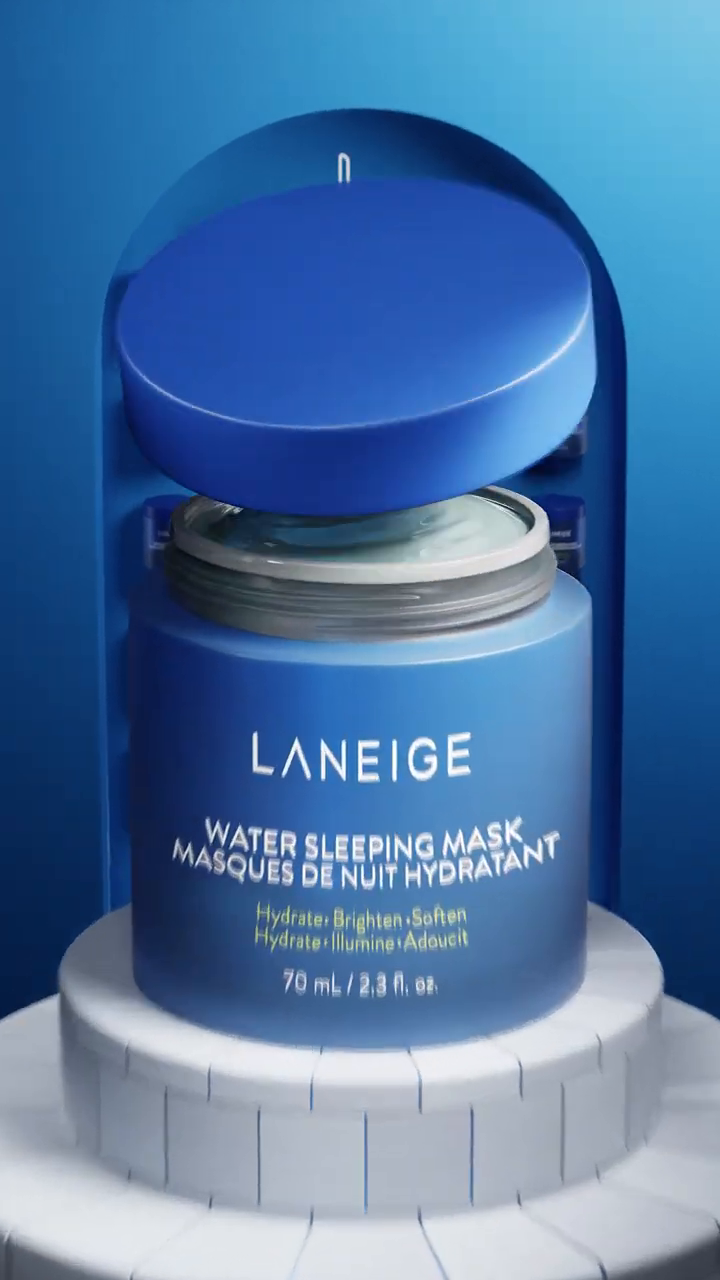 LANEIGE
WATER SLEEPING MASK
MASQUES DE NUIT HYDRATANT
Hydrate • Brighten • Soften
Hydrate • Illumine • Adoucit
70 mL / 2.3 fl. oz.